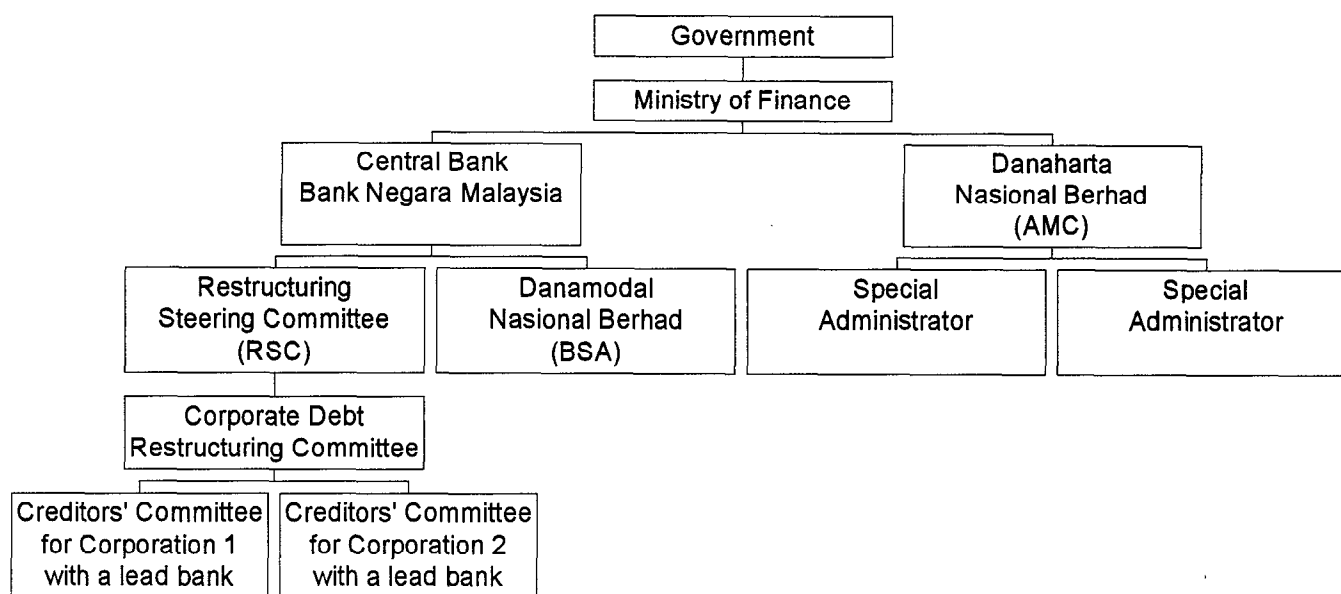 Government
Ministry of Finance
Central Bank
Bank Negara Malaysia
Danaharta
Nasional Berhad
(AMC)
Restructuring
Steering Committee
(RSC)
Danamodal
Nasional Berhad
(BSA)
Special
Administrator
Special
Administrator
Corporate Debt
Restructuring Committee
Creditors' Committee
for Corporation 1
with a lead bank
Creditors' Committee
for Corporation 2
with a lead bank